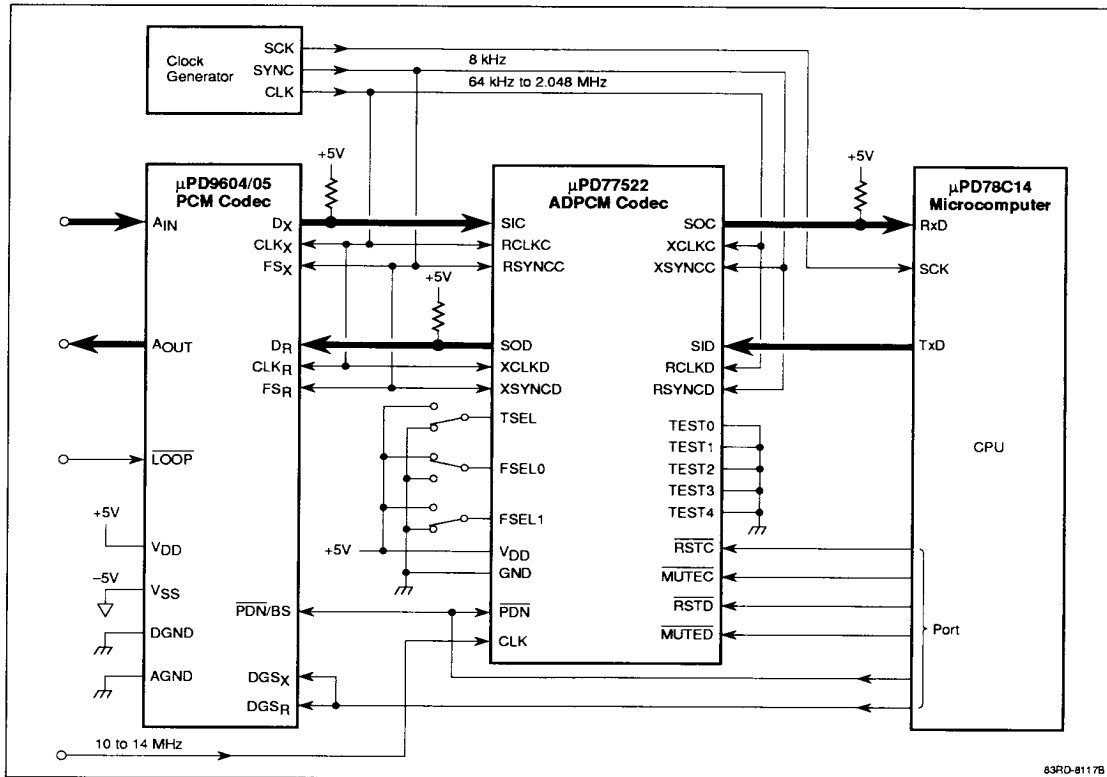 Clock
Generator
SCK
SYNC
CLK
8 kHz
64 kHz to 2.048 MHz
+5V
+5V
+5V
µPD9604/05
PCM Codec
AIN
AOUT
LOOP
+5V
VDD
−5V
VSS
DGND
AGND
DX
CLKX
FSX
DR
CLKR
FSR
PDN/BS
DGSX
DGSR
µPD77522
ADPCM Codec
SIC
RCLKC
RSYNCC
SOD
XCLKD
XSYNCD
TSEL
FSEL0
FSEL1
+5V
VDD
GND
PDN
CLK
SOC
XCLKC
XSYNCC
SID
RCLKD
RSYNCD
TEST0
TEST1
TEST2
TEST3
TEST4
RSTC
MUTEC
RSTD
MUTED
µPD78C14
Microcomputer
RxD
SCK
TxD
CPU
Port
10 to 14 MHz
83RD-8117B